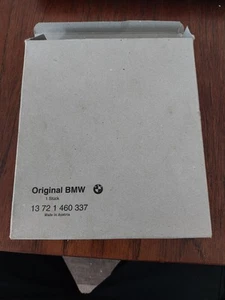 Original BMW
1 Stück
13 72 1 460 337
Made in Austria